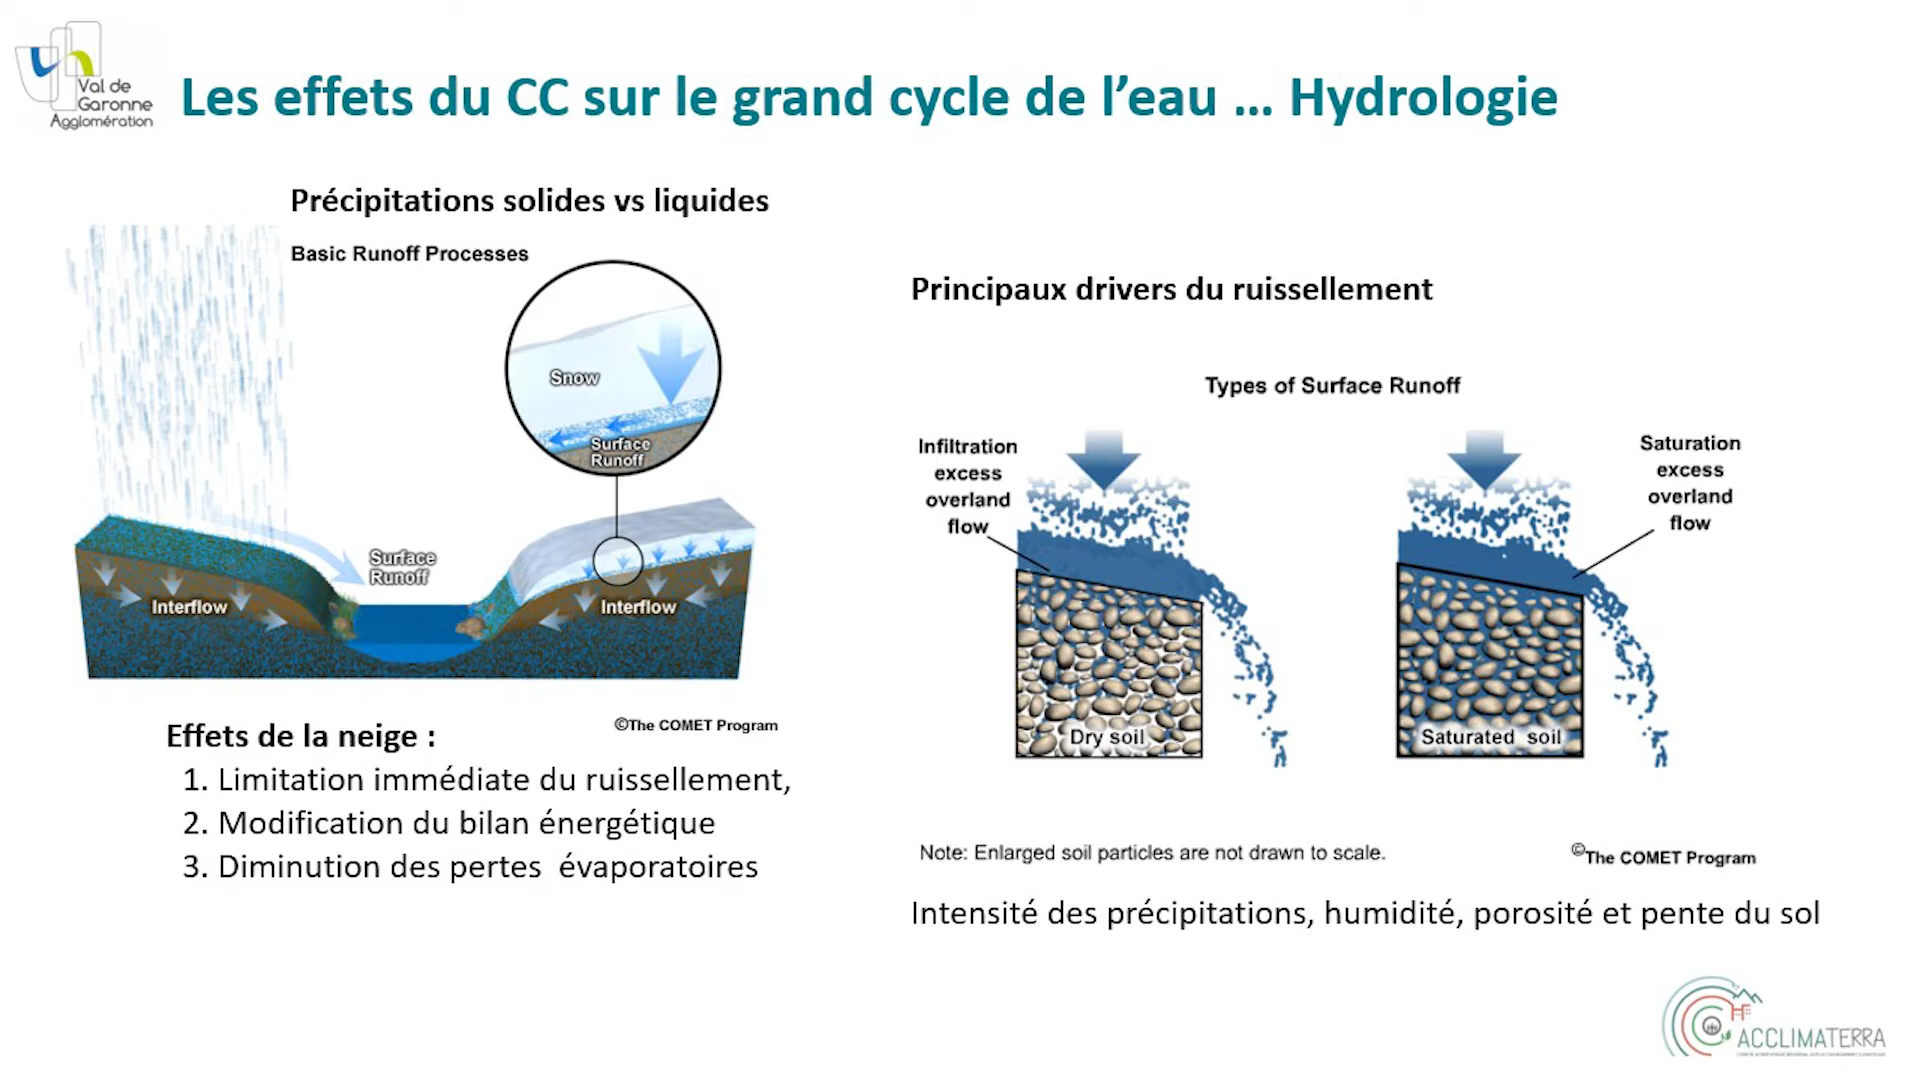 Val de
Garonne
Agglomération
Les effets du CC sur le grand cycle de l’eau ... Hydrologie
Précipitations solides vs liquides
Basic Runoff Processes
Snow
Surface
Runoff
Surface
Runoff
Interflow
Interflow
©The COMET Program
Effets de la neige :
1. Limitation immédiate du ruissellement,
2. Modification du bilan énergétique
3. Diminution des pertes évaporatoires
Principaux drivers du ruissellement
Types of Surface Runoff
Infiltration
excess
overland
flow
Saturation
excess
overland
flow
Dry soil
Saturated soil
Note: Enlarged soil particles are not drawn to scale.
©The COMET Program
Intensité des précipitations, humidité, porosité et pente du sol
ACCLIMATERRA